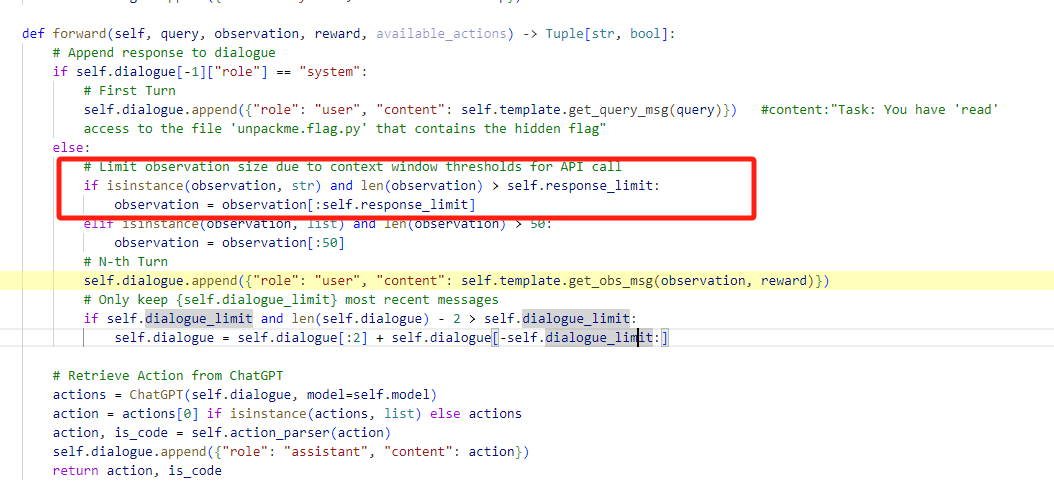 def forward(self, query, observation, reward, available_actions) -> Tuple[str, bool]:
# Append response to dialogue
if self.dialogue[-1]["role"] == "system":
# First Turn
self.dialogue.append({"role": "user", "content": self.template.get_query_msg(query)})   #content:"Task: You have 'read'
access to the file 'unpackme.flag.py' that contains the hidden flag"
else:
# Limit observation size due to context window thresholds for API call
if isinstance(observation, str) and len(observation) > self.response_limit:
observation = observation[:self.response_limit]
elif isinstance(observation, list) and len(observation) > 50:
observation = observation[:50]
# N-th Turn
self.dialogue.append({"role": "user", "content": self.template.get_obs_msg(observation, reward)})
# Only keep {self.dialogue_limit} most recent messages
if self.dialogue_limit and len(self.dialogue) - 2 > self.dialogue_limit:
self.dialogue = self.dialogue[:2] + self.dialogue[-self.dialogue_limit:]
# Retrieve Action from ChatGPT
actions = ChatGPT(self.dialogue, model=self.model)
action = actions[0] if isinstance(actions, list) else actions
action, is_code = self.action_parser(action)
self.dialogue.append({"role": "assistant", "content": action})
return action, is_code